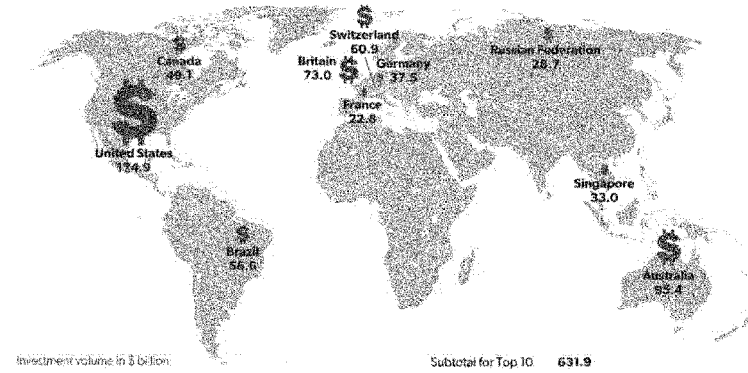 Switzerland
60.9
Russian Federation
28.7
Canada
49.1
Britain
73.0
Germany
37.5
France
22.8
United States
174.9
Singapore
33.0
Brazil
56.6
Australia
95.4
Investment volume in $ billion
Subtotal for Top 10 631.9